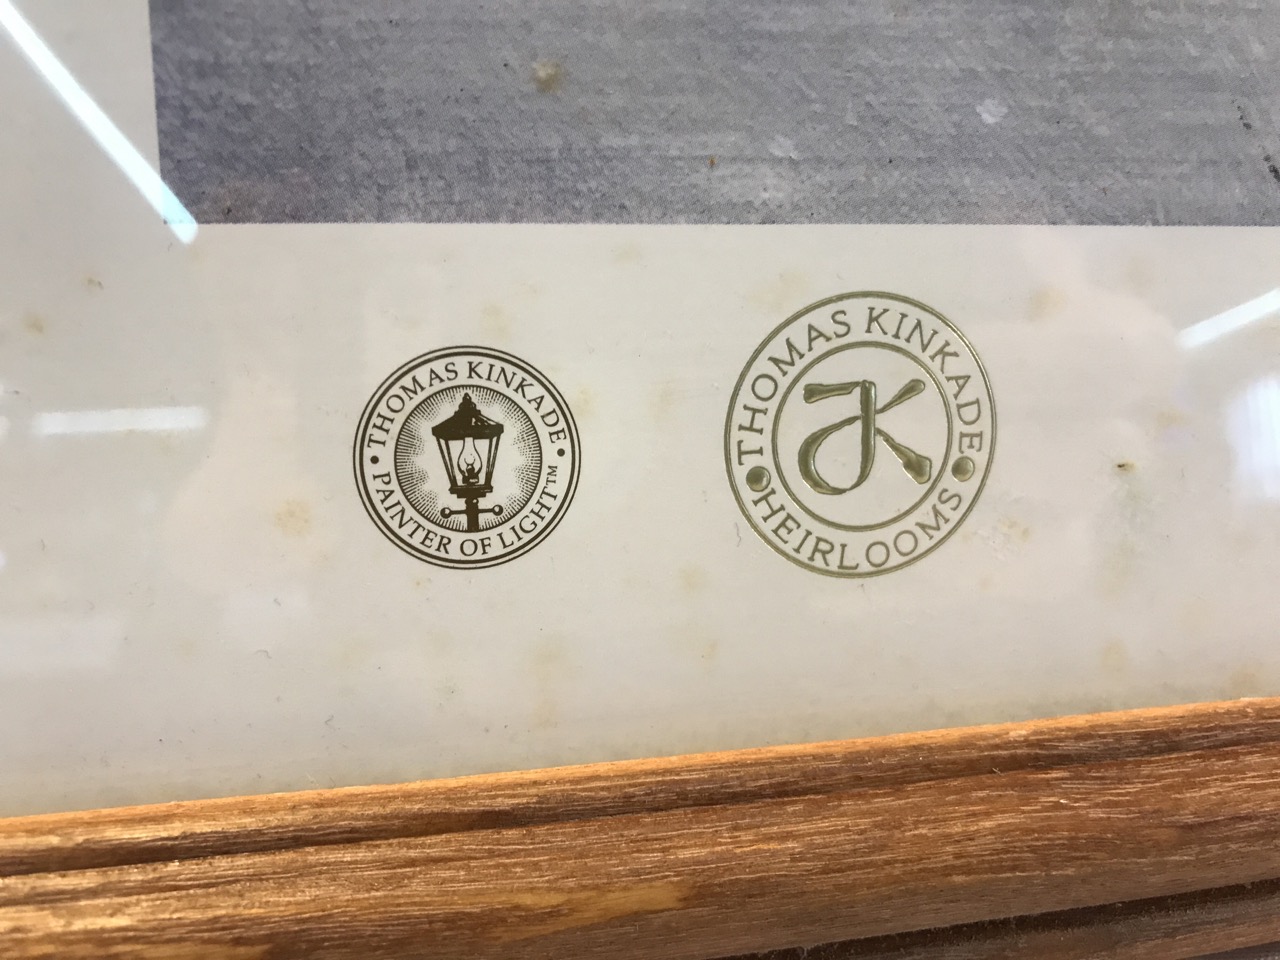 THOMAS KINKADE
PAINTER OF LIGHT™
THOMAS KINKADE
TK
HEIRLOOMS